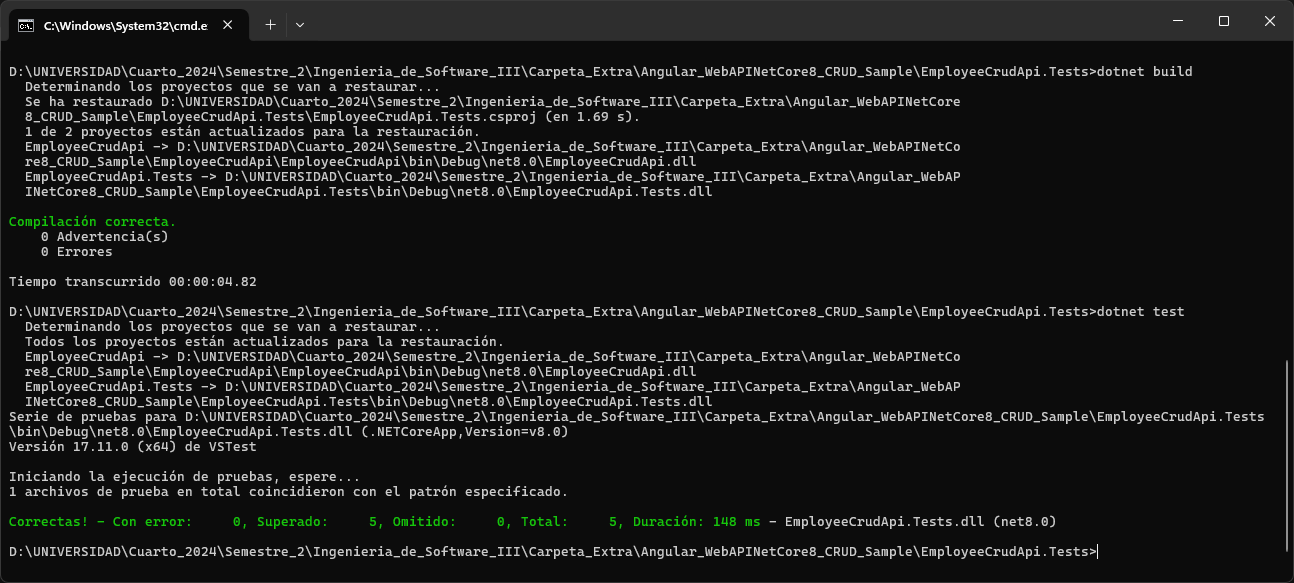 C:\Windows\System32\cmd.e
D:\UNIVERSIDAD\Cuarto_2024\Semestre_2\Ingenieria_de_Software_III\Carpeta_Extra\Angular_WebAPINetCore8_CRUD_Sample\EmployeeCrudApi.Tests>dotnet build
Determinando los proyectos que se van a restaurar...
Se ha restaurado D:\UNIVERSIDAD\Cuarto_2024\Semestre_2\Ingenieria_de_Software_III\Carpeta_Extra\Angular_WebAPINetCore
8_CRUD_Sample\EmployeeCrudApi.Tests\EmployeeCrudApi.Tests.csproj (en 1.69 s).
1 de 2 proyectos están actualizados para la restauración.
EmployeeCrudApi -> D:\UNIVERSIDAD\Cuarto_2024\Semestre_2\Ingenieria_de_Software_III\Carpeta_Extra\Angular_WebAPINetCo
re8_CRUD_Sample\EmployeeCrudApi\EmployeeCrudApi\bin\Debug\net8.0\EmployeeCrudApi.dll
EmployeeCrudApi.Tests -> D:\UNIVERSIDAD\Cuarto_2024\Semestre_2\Ingenieria_de_Software_III\Carpeta_Extra\Angular_WebAP
INetCore8_CRUD_Sample\EmployeeCrudApi.Tests\bin\Debug\net8.0\EmployeeCrudApi.Tests.dll
Compilación correcta.
0 Advertencia(s)
0 Errores
Tiempo transcurrido 00:00:04.82
D:\UNIVERSIDAD\Cuarto_2024\Semestre_2\Ingenieria_de_Software_III\Carpeta_Extra\Angular_WebAPINetCore8_CRUD_Sample\EmployeeCrudApi.Tests>dotnet test
Determinando los proyectos que se van a restaurar...
Todos los proyectos están actualizados para la restauración.
EmployeeCrudApi -> D:\UNIVERSIDAD\Cuarto_2024\Semestre_2\Ingenieria_de_Software_III\Carpeta_Extra\Angular_WebAPINetCo
re8_CRUD_Sample\EmployeeCrudApi\EmployeeCrudApi\bin\Debug\net8.0\EmployeeCrudApi.dll
EmployeeCrudApi.Tests -> D:\UNIVERSIDAD\Cuarto_2024\Semestre_2\Ingenieria_de_Software_III\Carpeta_Extra\Angular_WebAP
INetCore8_CRUD_Sample\EmployeeCrudApi.Tests\bin\Debug\net8.0\EmployeeCrudApi.Tests.dll
Serie de pruebas para D:\UNIVERSIDAD\Cuarto_2024\Semestre_2\Ingenieria_de_Software_III\Carpeta_Extra\Angular_WebAPINetCore8_CRUD_Sample\EmployeeCrudApi.Tests
\bin\Debug\net8.0\EmployeeCrudApi.Tests.dll (.NETCoreApp,Version=v8.0)
Versión 17.11.0 (x64) de VSTest
Iniciando la ejecución de pruebas, espere...
1 archivos de prueba en total coincidieron con el patrón especificado.
Correctas! - Con error:     0, Superado:     5, Omitido:     0, Total:     5, Duración: 148 ms - EmployeeCrudApi.Tests.dll (net8.0)
D:\UNIVERSIDAD\Cuarto_2024\Semestre_2\Ingenieria_de_Software_III\Carpeta_Extra\Angular_WebAPINetCore8_CRUD_Sample\EmployeeCrudApi.Tests>